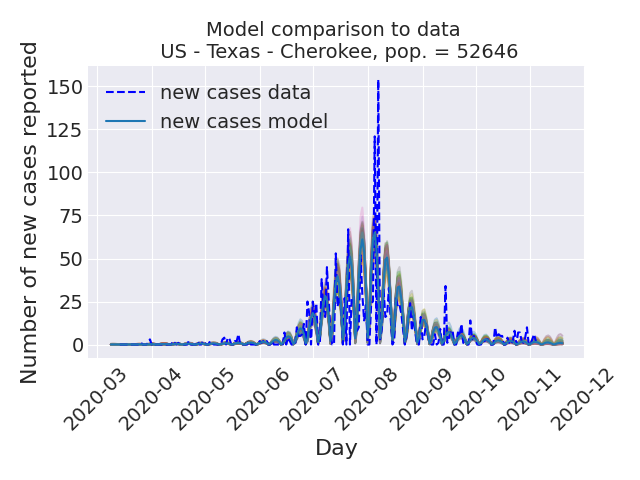 Model comparison to data
US - Texas - Cherokee, pop. = 52646
Number of new cases reported
150
125
100
75
50
25
0
new cases data
new cases model
2020-03
2020-04
2020-05
2020-06
2020-07
2020-08
2020-09
2020-10
2020-11
2020-12
Day